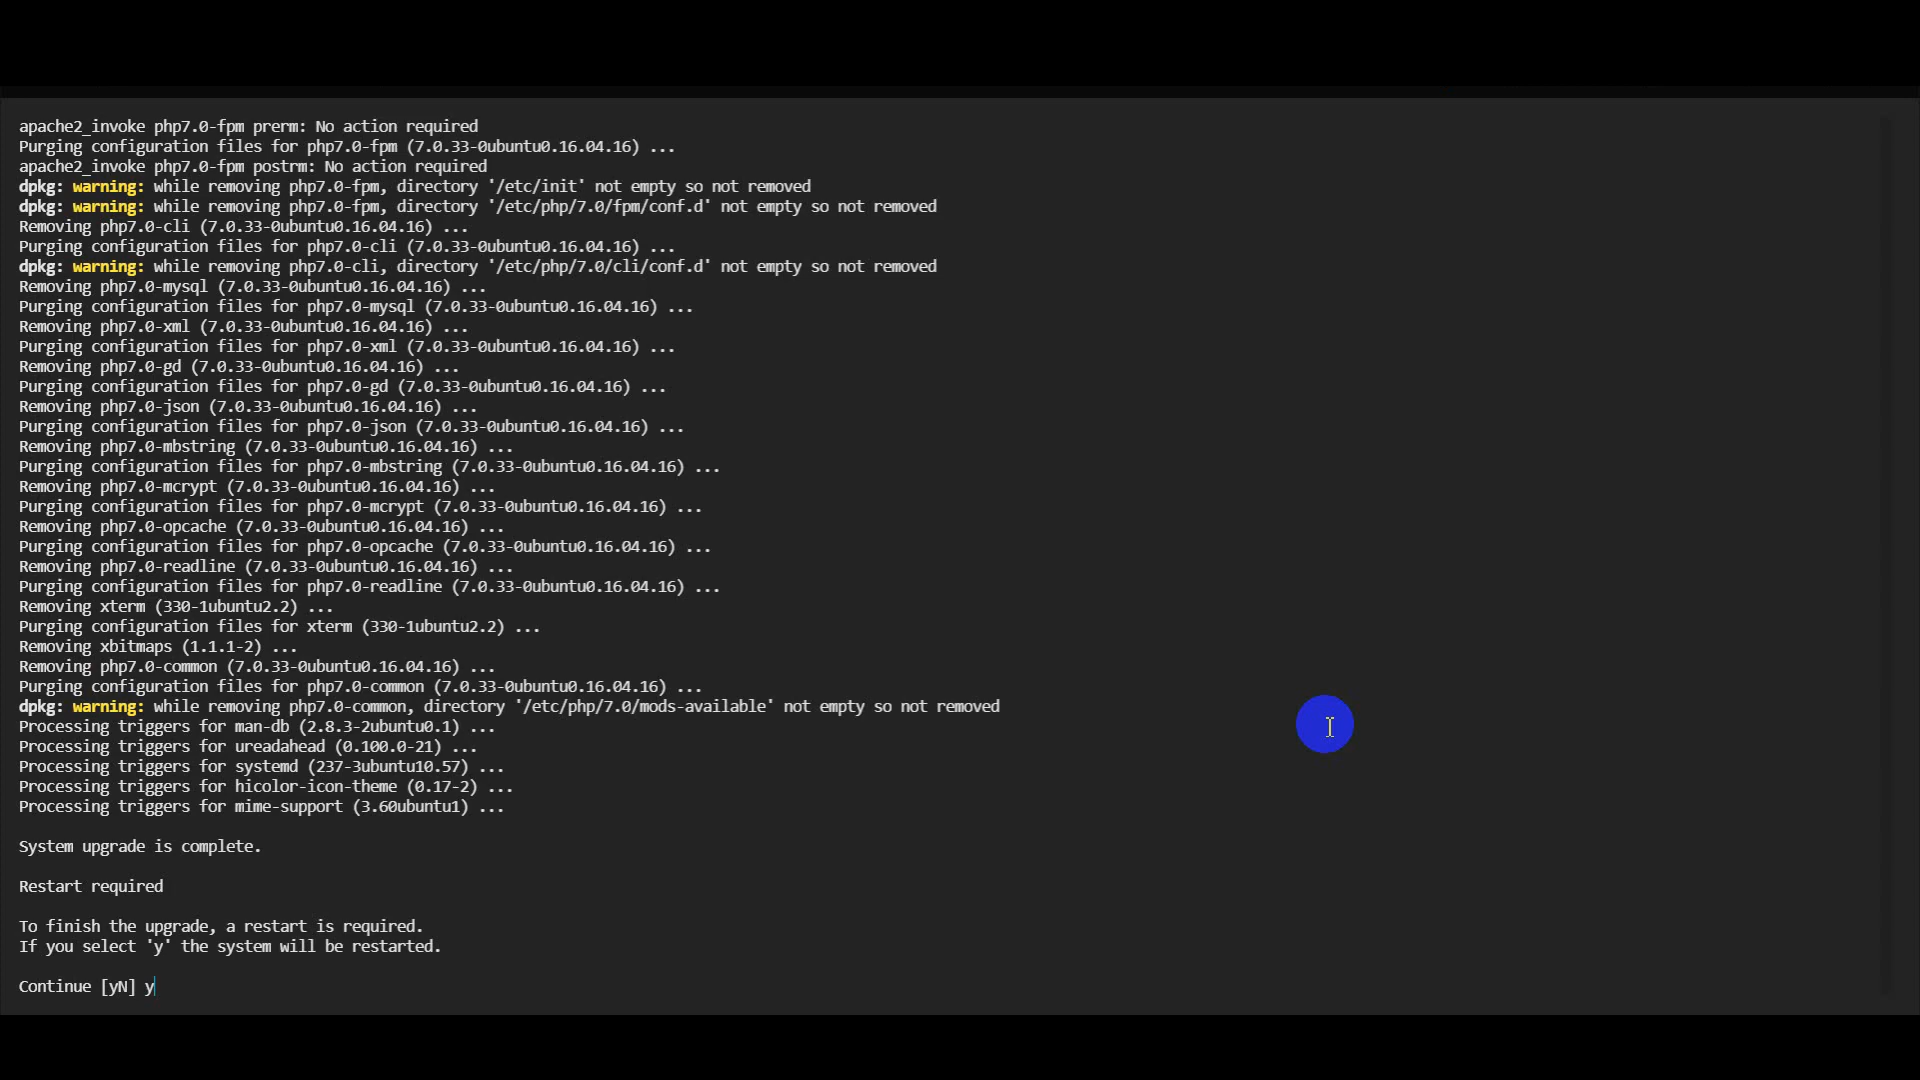 apache2_invoke php7.0-fpm prerm: No action required
Purging configuration files for php7.0-fpm (7.0.33-0ubuntu0.16.04.16) ...
apache2_invoke php7.0-fpm postrm: No action required
dpkg: warning: while removing php7.0-fpm, directory '/etc/init' not empty so not removed
dpkg: warning: while removing php7.0-fpm, directory '/etc/php/7.0/fpm/conf.d' not empty so not removed
Removing php7.0-cli (7.0.33-0ubuntu0.16.04.16) ...
Purging configuration files for php7.0-cli (7.0.33-0ubuntu0.16.04.16) ...
dpkg: warning: while removing php7.0-cli, directory '/etc/php/7.0/cli/conf.d' not empty so not removed
Removing php7.0-mysql (7.0.33-0ubuntu0.16.04.16) ...
Purging configuration files for php7.0-mysql (7.0.33-0ubuntu0.16.04.16) ...
Removing php7.0-xml (7.0.33-0ubuntu0.16.04.16) ...
Purging configuration files for php7.0-xml (7.0.33-0ubuntu0.16.04.16) ...
Removing php7.0-gd (7.0.33-0ubuntu0.16.04.16) ...
Purging configuration files for php7.0-gd (7.0.33-0ubuntu0.16.04.16) ...
Removing php7.0-json (7.0.33-0ubuntu0.16.04.16) ...
Purging configuration files for php7.0-json (7.0.33-0ubuntu0.16.04.16) ...
Removing php7.0-mbstring (7.0.33-0ubuntu0.16.04.16) ...
Purging configuration files for php7.0-mbstring (7.0.33-0ubuntu0.16.04.16) ...
Removing php7.0-mcrypt (7.0.33-0ubuntu0.16.04.16) ...
Purging configuration files for php7.0-mcrypt (7.0.33-0ubuntu0.16.04.16) ...
Removing php7.0-opcache (7.0.33-0ubuntu0.16.04.16) ...
Purging configuration files for php7.0-opcache (7.0.33-0ubuntu0.16.04.16) ...
Removing php7.0-readline (7.0.33-0ubuntu0.16.04.16) ...
Purging configuration files for php7.0-readline (7.0.33-0ubuntu0.16.04.16) ...
Removing xterm (330-1ubuntu2.2) ...
Purging configuration files for xterm (330-1ubuntu2.2) ...
Removing xbitmaps (1.1.1-2) ...
Removing php7.0-common (7.0.33-0ubuntu0.16.04.16) ...
Purging configuration files for php7.0-common (7.0.33-0ubuntu0.16.04.16) ...
dpkg: warning: while removing php7.0-common, directory '/etc/php/7.0/mods-available' not empty so not removed
Processing triggers for man-db (2.8.3-2ubuntu0.1) ...
Processing triggers for ureadahead (0.100.0-21) ...
Processing triggers for systemd (237-3ubuntu10.57) ...
Processing triggers for hicolor-icon-theme (0.17-2) ...
Processing triggers for mime-support (3.60ubuntu1) ...
System upgrade is complete.
Restart required
To finish the upgrade, a restart is required.
If you select 'y' the system will be restarted.
Continue [yN] y